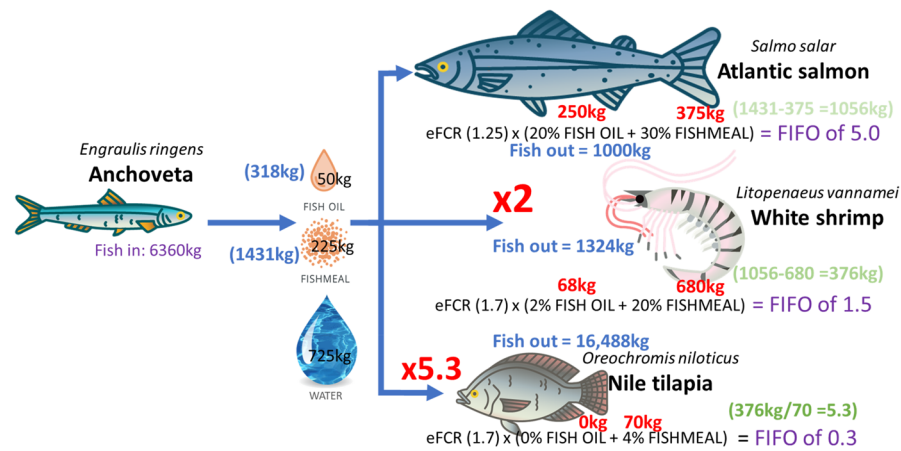 Engraulis ringens
Anchoveta
Fish in: 6360kg
(318kg)
50kg
FISH OIL
(1431kg)
225kg
FISHMEAL
725kg
WATER
Salmo salar
Atlantic salmon
250kg
375kg
(1431-375 =1056kg)
eFCR (1.25) x (20% FISH OIL + 30% FISHMEAL) = FIFO of 5.0
Fish out = 1000kg
x2
Litopenaeus vannamei
White shrimp
Fish out = 1324kg
(1056-680 =376kg)
68kg
680kg
eFCR (1.7) x (2% FISH OIL + 20% FISHMEAL) = FIFO of 1.5
Fish out = 16,488kg
x5.3
Oreochromis niloticus
Nile tilapia
(376kg/70 =5.3)
0kg
70kg
eFCR (1.7) x (0% FISH OIL + 4% FISHMEAL) = FIFO of 0.3